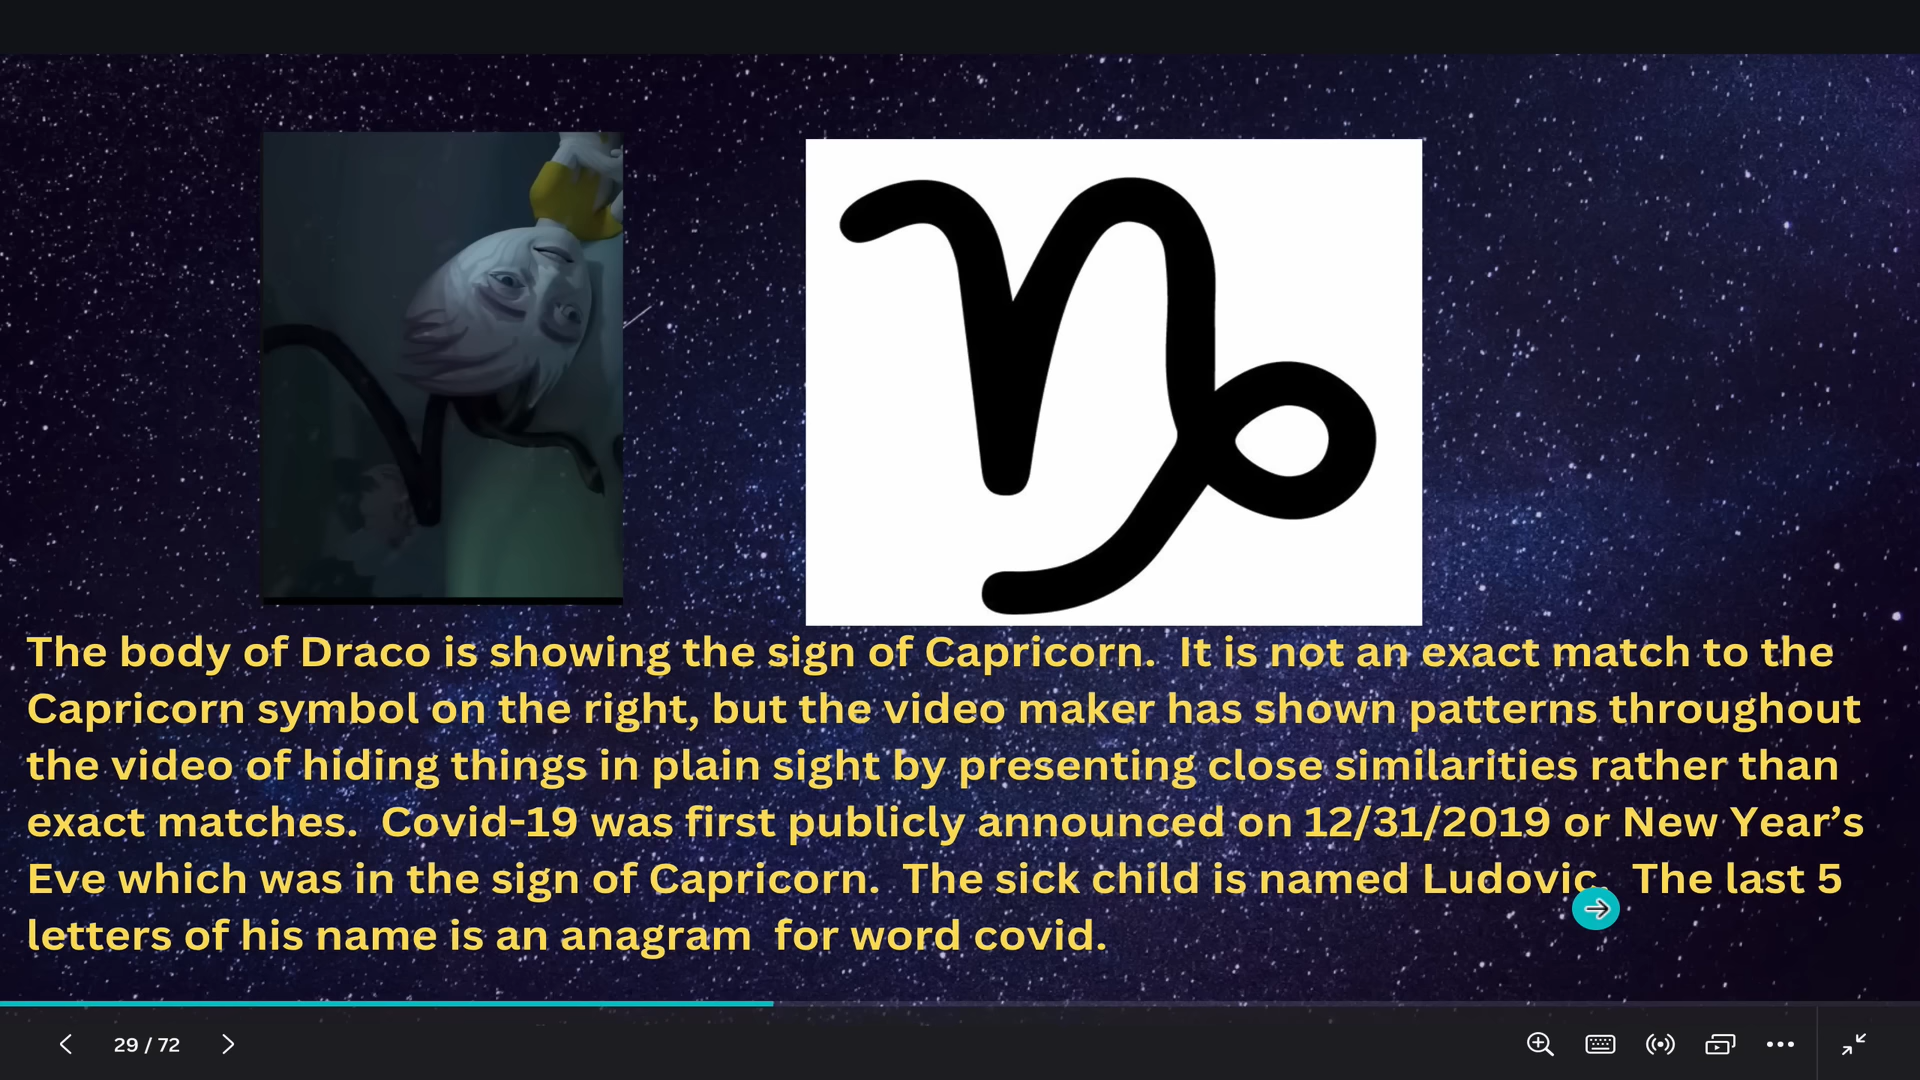 The body of Draco is showing the sign of Capricorn.  It is not an exact match to the
Capricorn symbol on the right, but the video maker has shown patterns throughout
the video of hiding things in plain sight by presenting close similarities rather than
exact matches.  Covid-19 was first publicly announced on 12/31/2019 or New Year’s
Eve which was in the sign of Capricorn.  The sick child is named Ludovic.  The last 5
letters of his name is an anagram  for word covid.
29 / 72